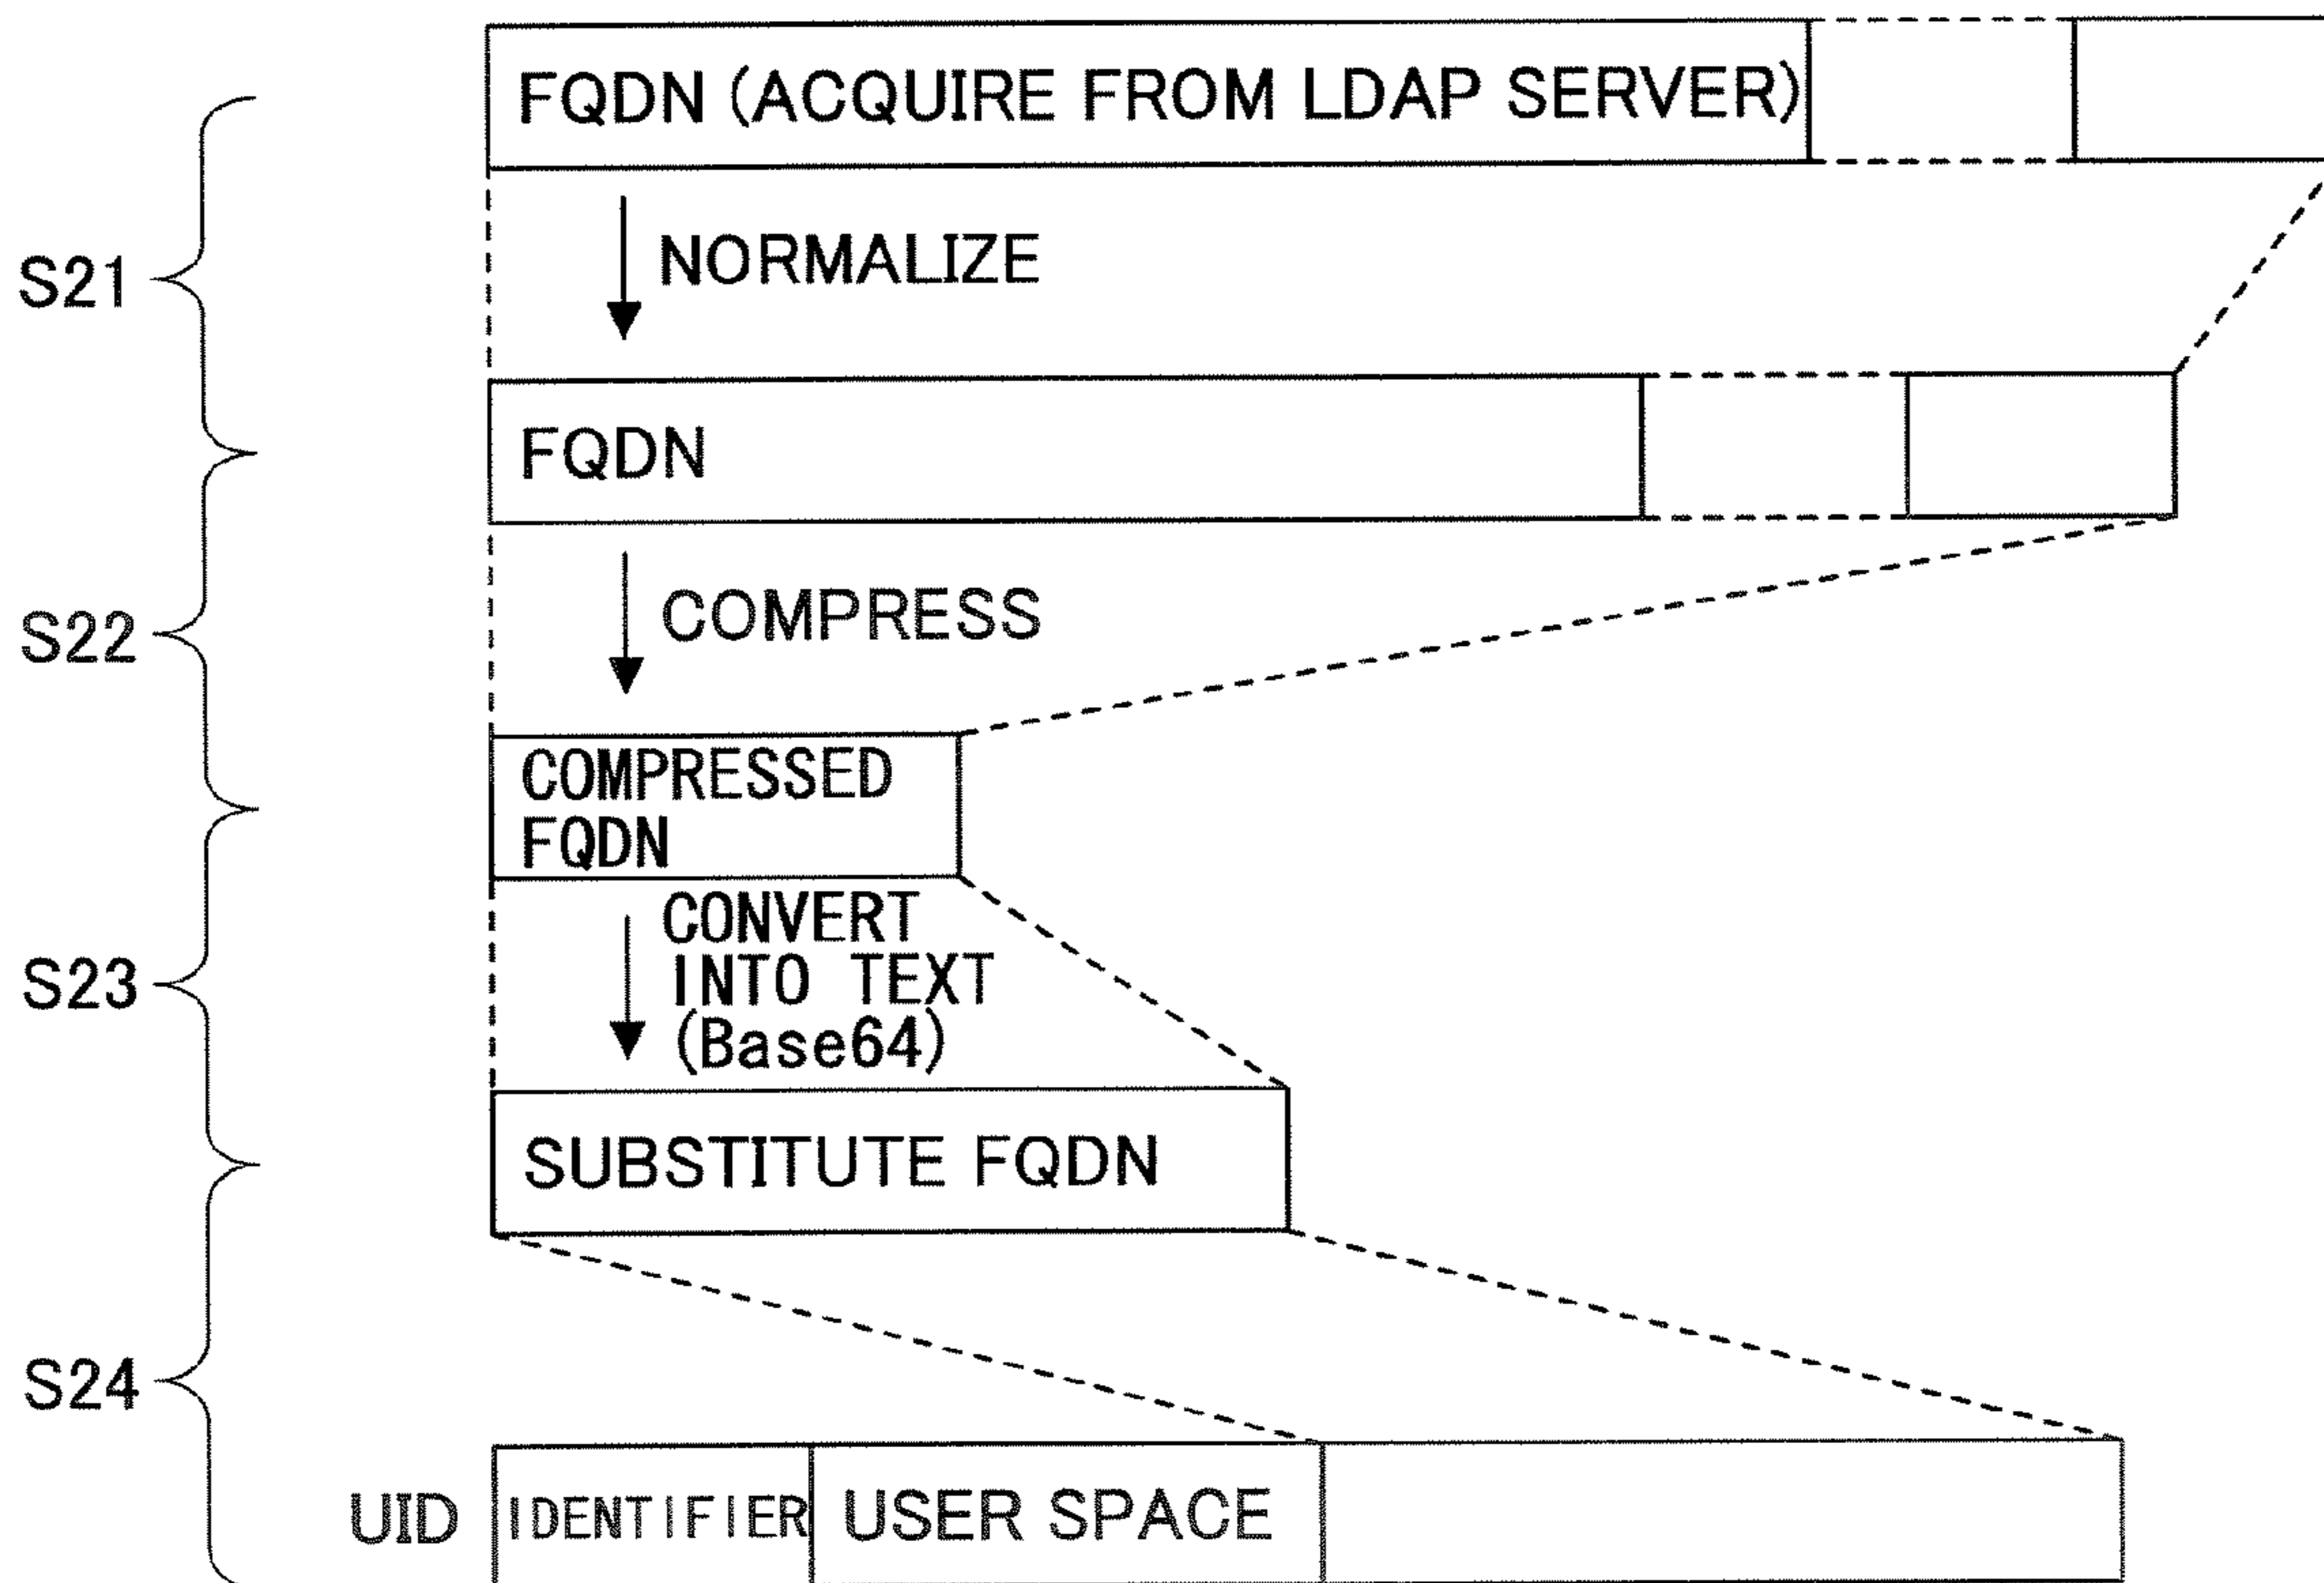 FQDN (ACQUIRE FROM LDAP SERVER)
S21
NORMALIZE
FQDN
S22
COMPRESS
COMPRESSED
FQDN
S23
CONVERT
INTO TEXT
(Base64)
SUBSTITUTE FQDN
S24
UID IDENTIFIER USER SPACE